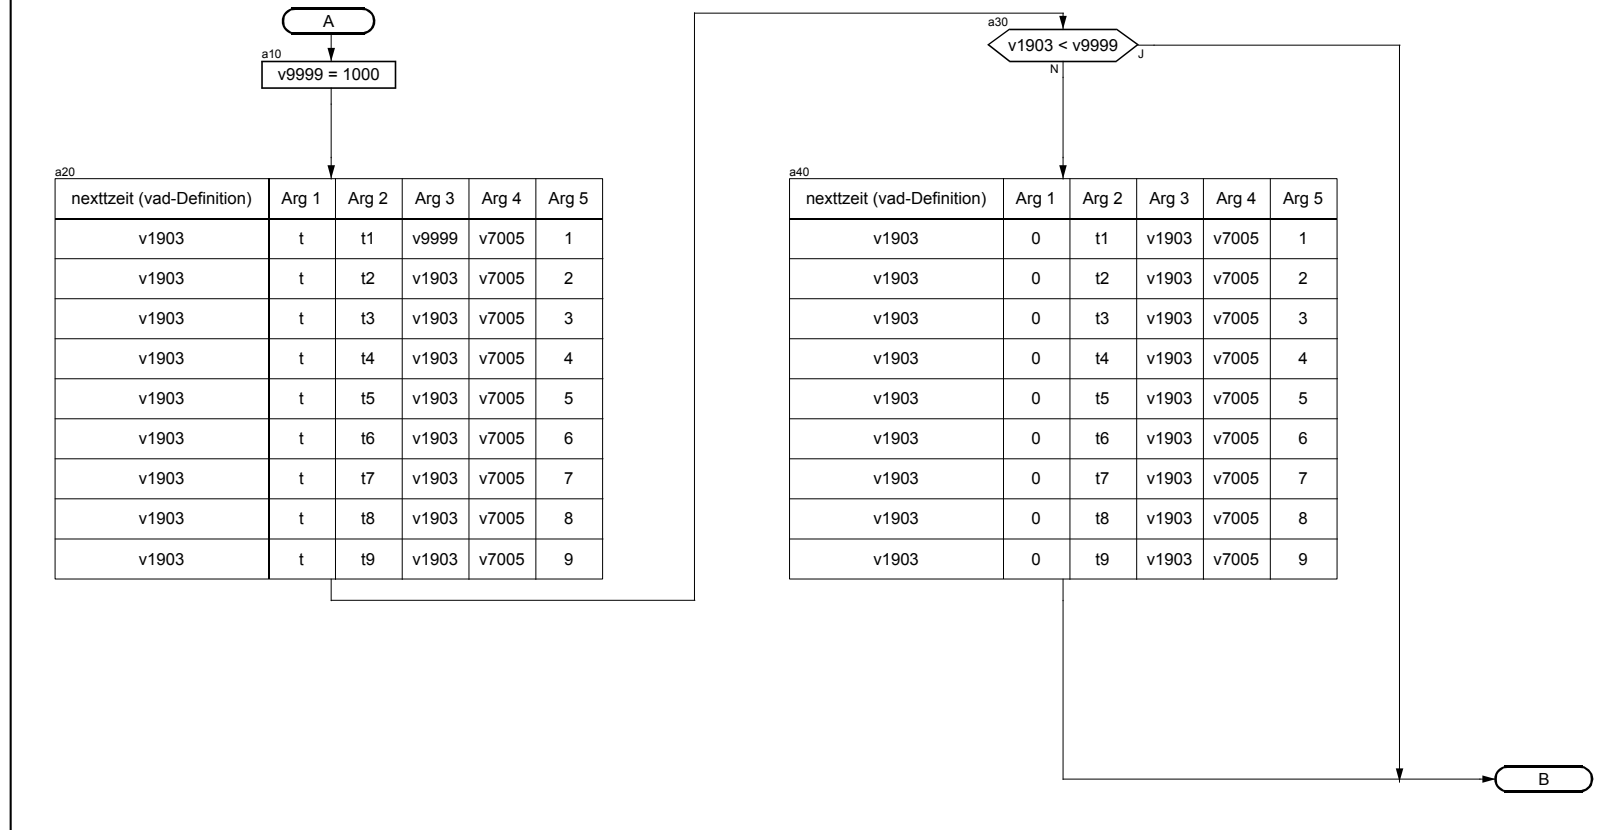 A
a10
v9999 = 1000
a20
nexttzeit (vad-Definition) Arg 1 Arg 2 Arg 3 Arg 4 Arg 5
v1903 t t1 v9999 v7005 1
v1903 t t2 v1903 v7005 2
v1903 t t3 v1903 v7005 3
v1903 t t4 v1903 v7005 4
v1903 t t5 v1903 v7005 5
v1903 t t6 v1903 v7005 6
v1903 t t7 v1903 v7005 7
v1903 t t8 v1903 v7005 8
v1903 t t9 v1903 v7005 9
a30
v1903 < v9999
J
N
a40
nexttzeit (vad-Definition) Arg 1 Arg 2 Arg 3 Arg 4 Arg 5
v1903 0 t1 v1903 v7005 1
v1903 0 t2 v1903 v7005 2
v1903 0 t3 v1903 v7005 3
v1903 0 t4 v1903 v7005 4
v1903 0 t5 v1903 v7005 5
v1903 0 t6 v1903 v7005 6
v1903 0 t7 v1903 v7005 7
v1903 0 t8 v1903 v7005 8
v1903 0 t9 v1903 v7005 9
B